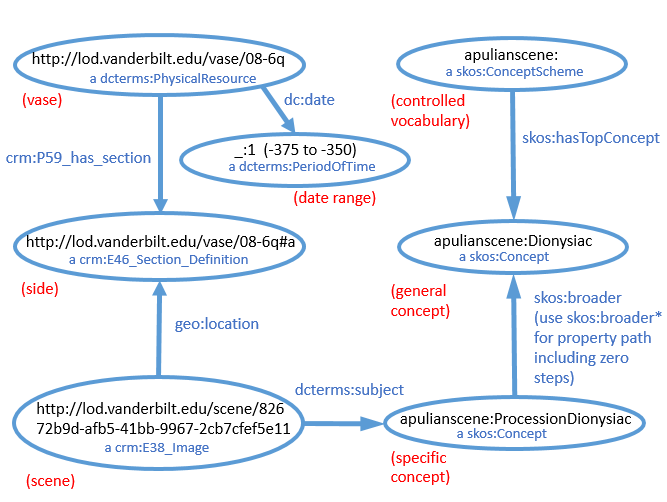 http://lod.vanderbilt.edu/vase/08-6q
a dcterms:PhysicalResource
(vase)
dc:date
crm:P59_has_section
_:1  (-375 to -350)
a dcterms:PeriodOfTime
(date range)
http://lod.vanderbilt.edu/vase/08-6q#a
a crm:E46_Section_Definition
(side)
geo:location
http://lod.vanderbilt.edu/scene/826
72b9d-afb5-41bb-9967-2cb7cfef5e11
a crm:E38_Image
(scene)
dcterms:subject
apulianscene:
a skos:ConceptScheme
(controlled
vocabulary)
skos:hasTopConcept
apulianscene:Dionysiac
a skos:Concept
(general
concept)
skos:broader
(use skos:broader*
for property path
including zero
steps)
apulianscene:ProcessionDionysiac
a skos:Concept
(specific
concept)